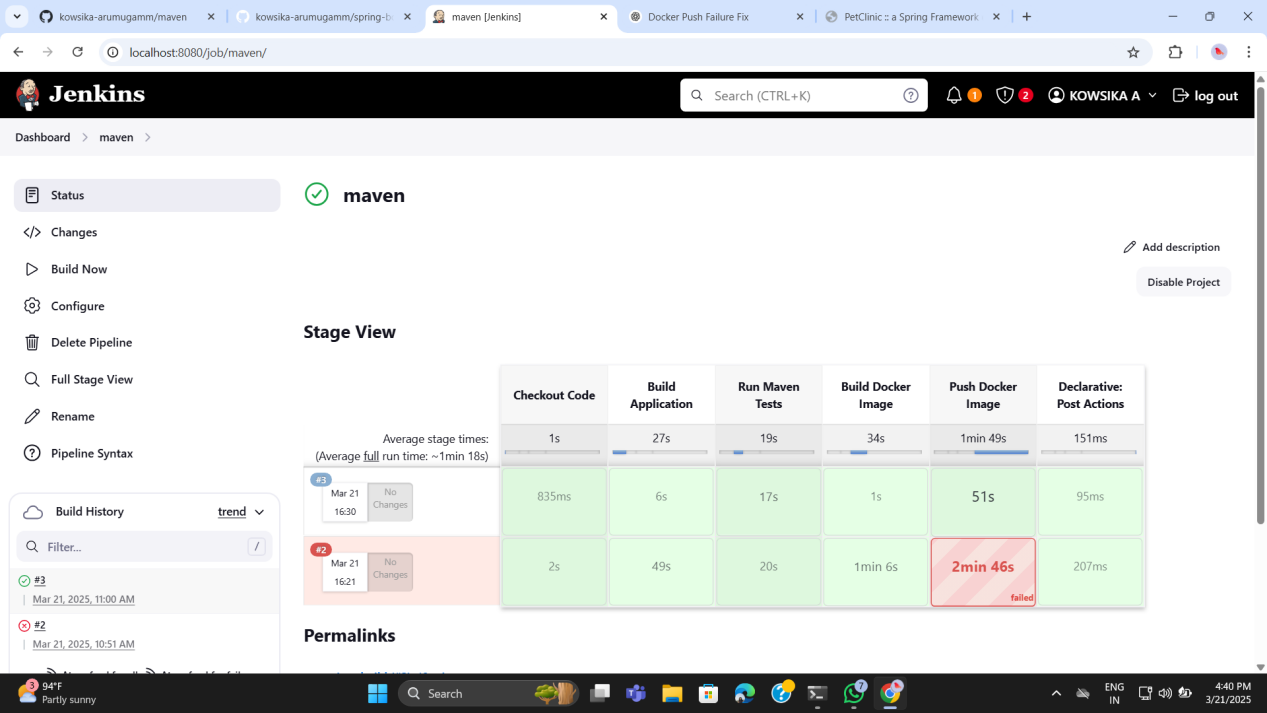 kowsika-arumugamm/maven
kowsika-arumugamm/spring-b
maven [Jenkins]
Docker Push Failure Fix
PetClinic :: a Spring Framework
localhost:8080/job/maven/
Jenkins
Search (CTRL+K)
1
2
KOWSIKA A
log out
Dashboard
maven
Status
Changes
Build Now
Configure
Delete Pipeline
Full Stage View
Rename
Pipeline Syntax
maven
Add description
Disable Project
Stage View
Checkout Code
Build Application
Run Maven Tests
Build Docker Image
Push Docker Image
Declarative: Post Actions
Average stage times:
(Average full run time: ~1min 18s)
1s
27s
19s
34s
1min 49s
151ms
#3
Mar 21
16:30
No Changes
835ms
6s
17s
1s
51s
95ms
#2
Mar 21
16:21
No Changes
2s
49s
20s
1min 6s
2min 46s
failed
207ms
Build History
trend
Filter...
/
#3
Mar 21, 2025, 11:00 AM
#2
Mar 21, 2025, 10:51 AM
Permalinks
3
94°F
Partly sunny
Search
7
ENG
IN
4:40 PM
3/21/2025